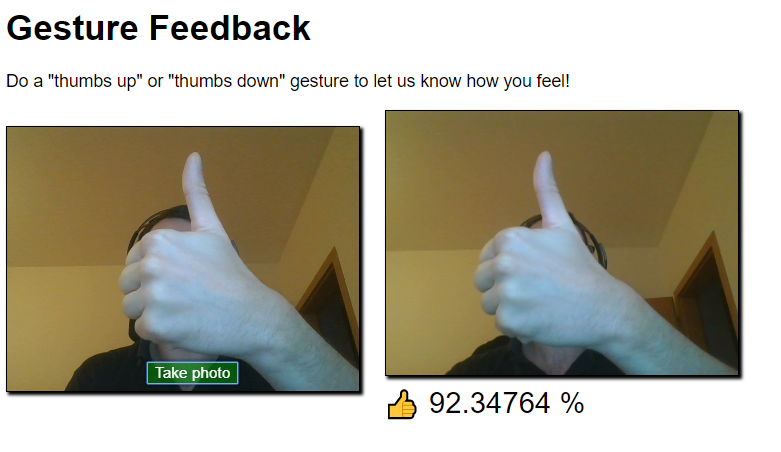 Gesture Feedback
Do a "thumbs up" or "thumbs down" gesture to let us know how you feel!
Take photo
92.34764 %